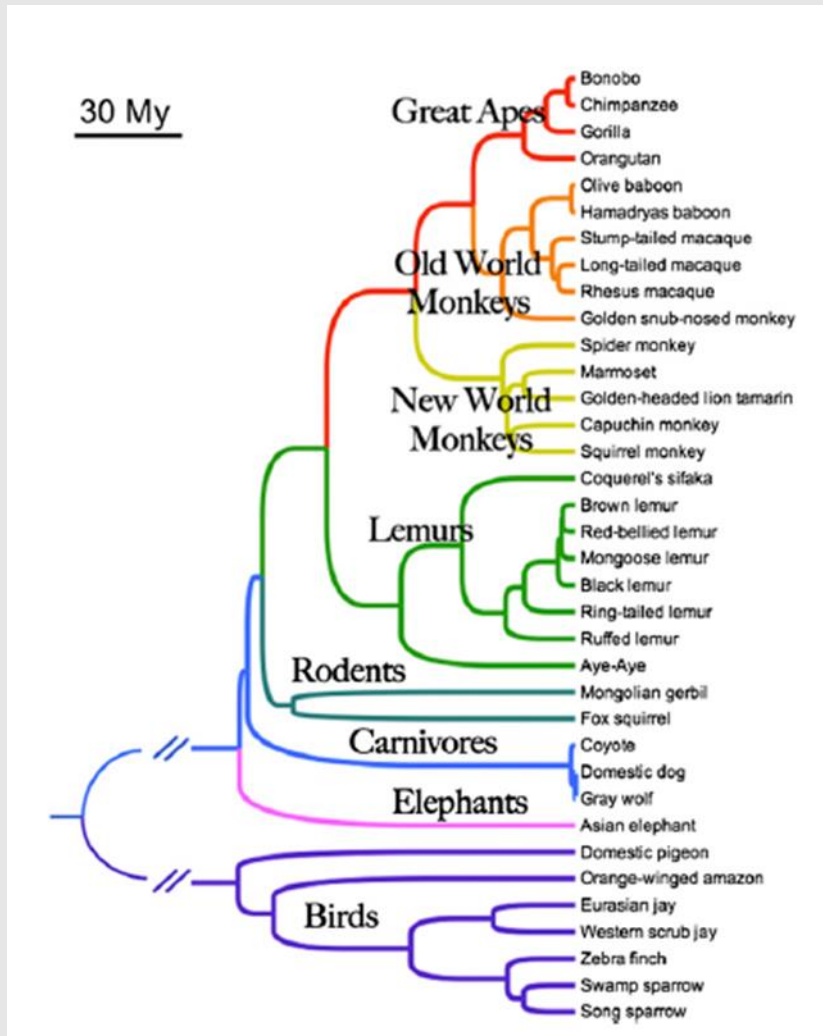 30 My
Great Apes
Bonobo
Chimpanzee
Gorilla
Orangutan
Olive baboon
Hamadryas baboon
Stump-tailed macaque
Old World
Monkeys
Long-tailed macaque
Rhesus macaque
Golden snub-nosed monkey
Spider monkey
Marmoset
New World
Monkeys
Golden-headed lion tamarin
Capuchin monkey
Squirrel monkey
Coquerel's sifaka
Lemurs
Brown lemur
Red-bellied lemur
Mongoose lemur
Black lemur
Ring-tailed lemur
Ruffed lemur
Aye-Aye
Rodents
Mongolian gerbil
Fox squirrel
Carnivores
Coyote
Domestic dog
Gray wolf
Elephants
Asian elephant
Domestic pigeon
Orange-winged amazon
Birds
Eurasian jay
Western scrub jay
Zebra finch
Swamp sparrow
Song sparrow